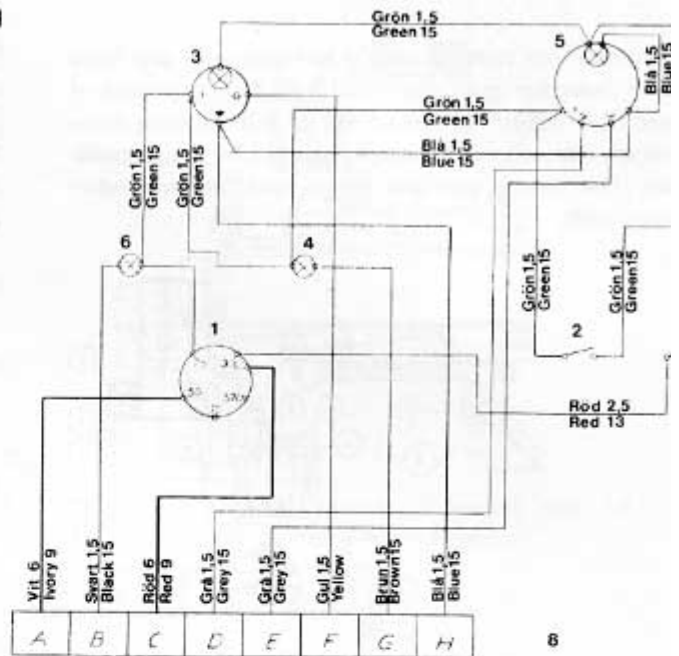 Grön 1,5
Green 15
3
5
Blå 1,5
Blue 15
Grön 1,5
Green 15
Blå 1,5
Blue 15
Grön 1,5
Green 15
Grön 1,5
Green 15
6
4
Grön 1,5
Green 15
Grön 1,5
Green 15
1
2
50
Röd 2,5
Red 13
Vit 6
Ivory 9
Svart 1,5
Black 15
Röd 6
Red 9
Grå 1,5
Grey 15
Grå 1,5
Grey 15
Gul 1,5
Yellow
Brun 1,5
Brown 15
Blå 1,5
Blue 15
A B C D E F G H
8